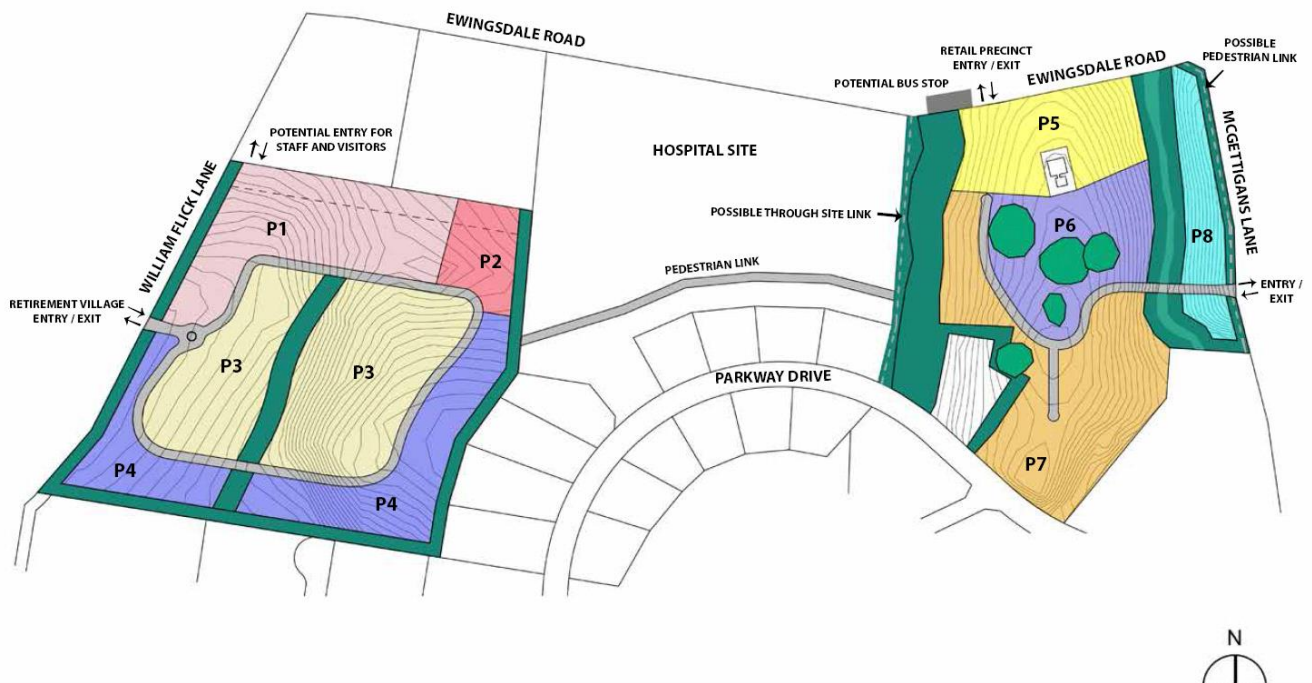 EWINGSDALE ROAD
RETAIL PRECINCT
ENTRY / EXIT
EWINGSDALE ROAD
POSSIBLE
PEDESTRIAN LINK
POTENTIAL BUS STOP
P5
MCGETTIGANS LANE
POTENTIAL ENTRY FOR
STAFF AND VISITORS
HOSPITAL SITE
WILLIAM FLICK LANE
POSSIBLE THROUGH SITE LINK
P1
P6
P8
P2
PEDESTRIAN LINK
RETIREMENT VILLAGE
ENTRY / EXIT
ENTRY /
EXIT
P3
P3
PARKWAY DRIVE
P4
P4
P7
N